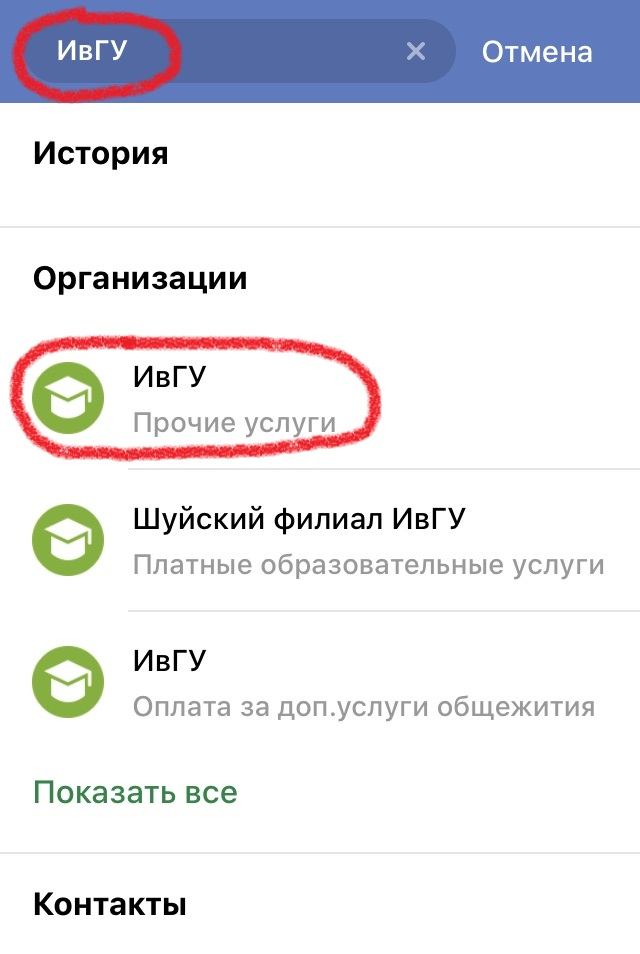 ИвГУ
Отмена
История
Организации
ИвГУ
Прочие услуги
Шуйский филиал ИвГУ
Платные образовательные услуги
ИвГУ
Оплата за доп.услуги общежития
Показать все
Контакты